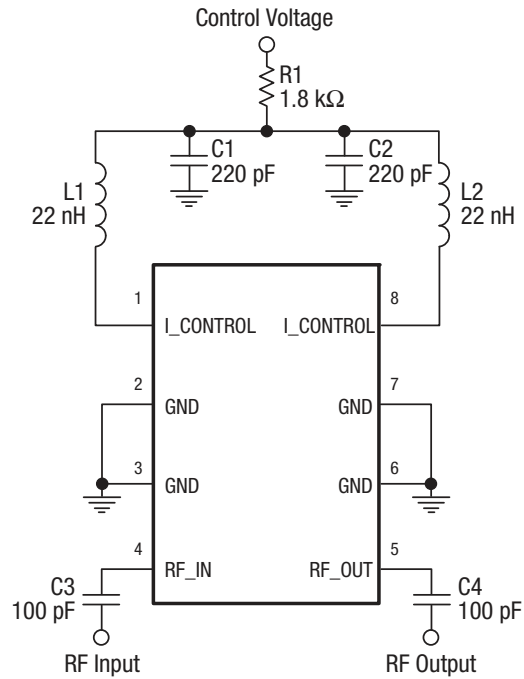 Control Voltage
R1
1.8 kΩ
C1
220 pF
C2
220 pF
L1
22 nH
L2
22 nH
1
I_CONTROL
I_CONTROL
8
2
GND
GND
7
3
GND
GND
6
4
RF_IN
RF_OUT
5
C3
100 pF
C4
100 pF
RF Input
RF Output